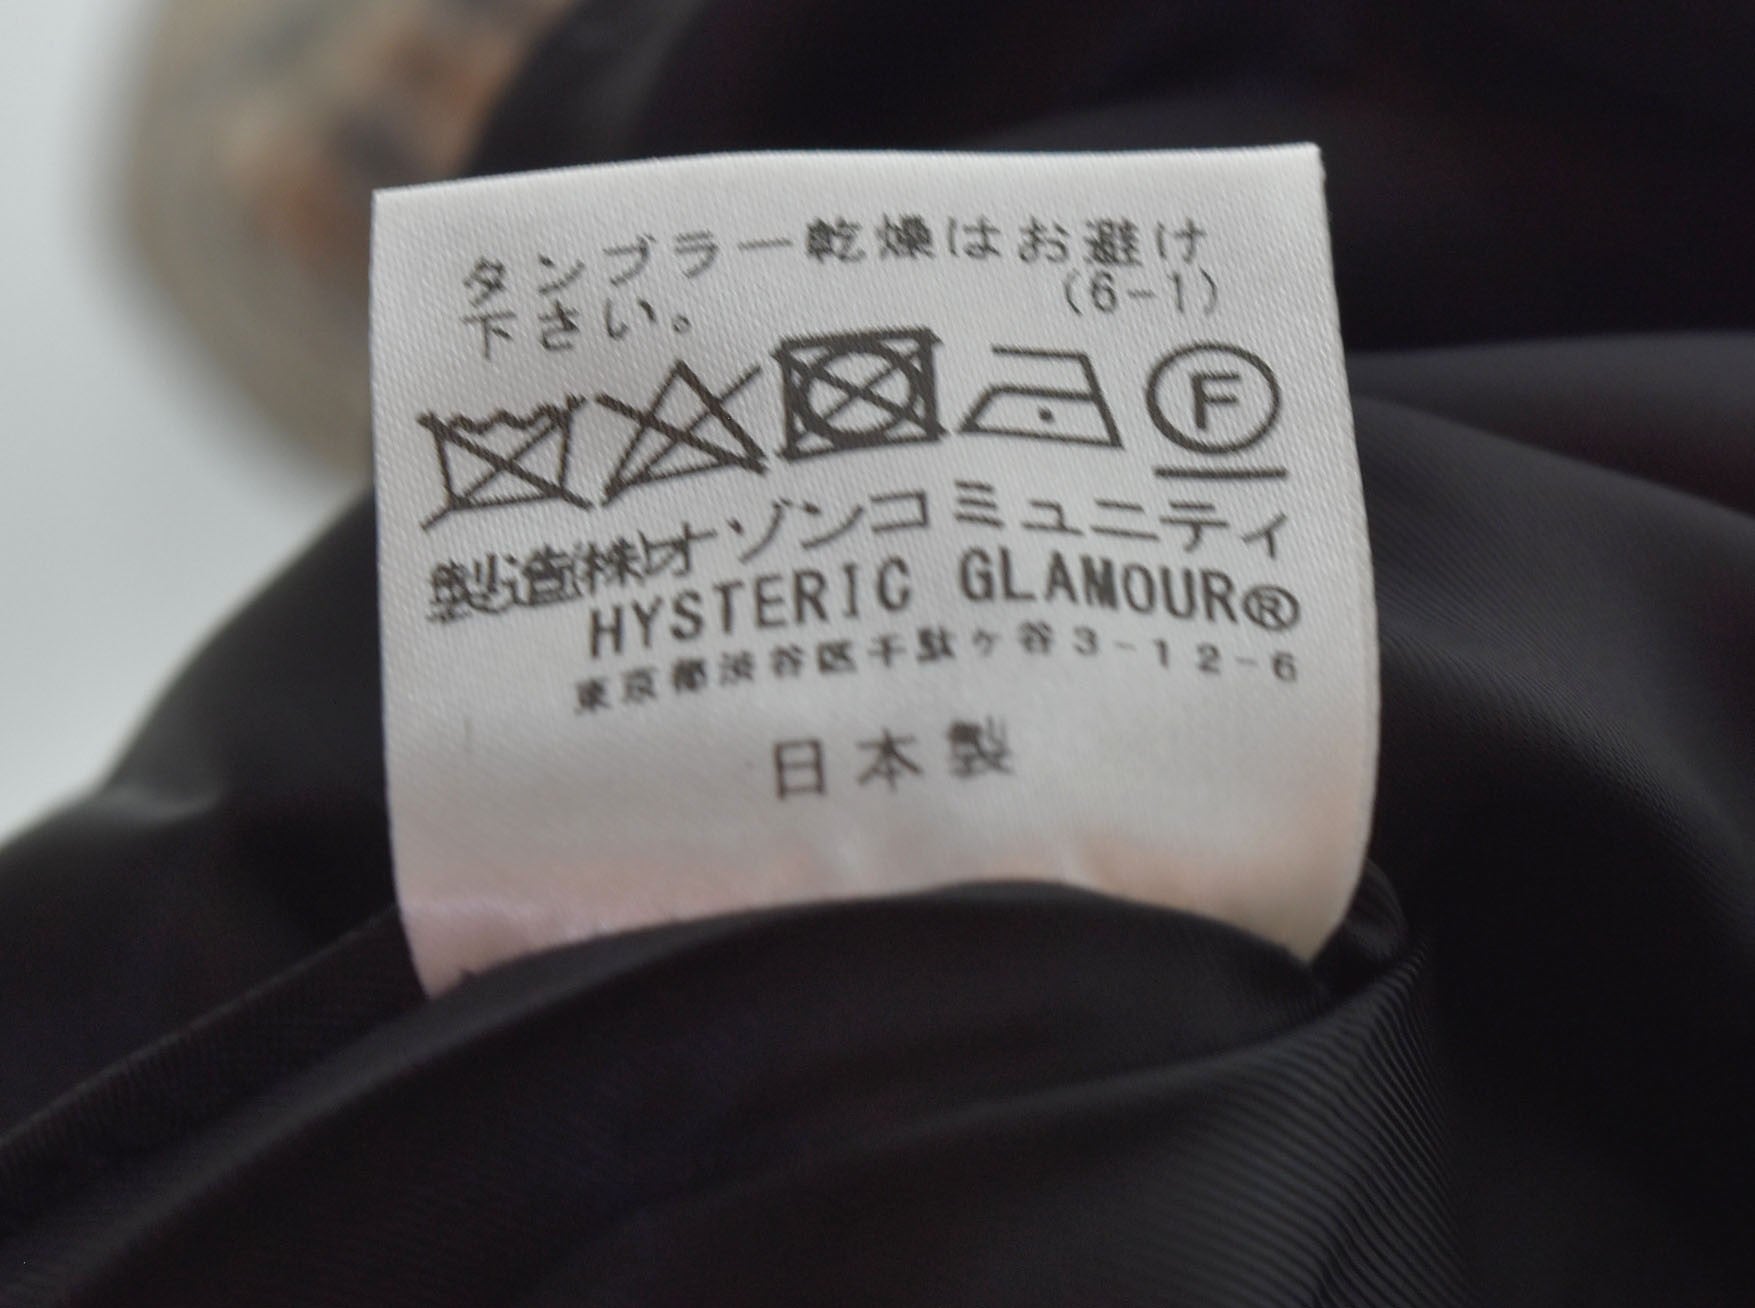 タンブラー乾燥はお避け
下さい。
(6-1)
F
製造㈱オゾンコミュニティ
HYSTERIC GLAMOUR®
東京都渋谷区千駄ヶ谷3-12-6
日本製